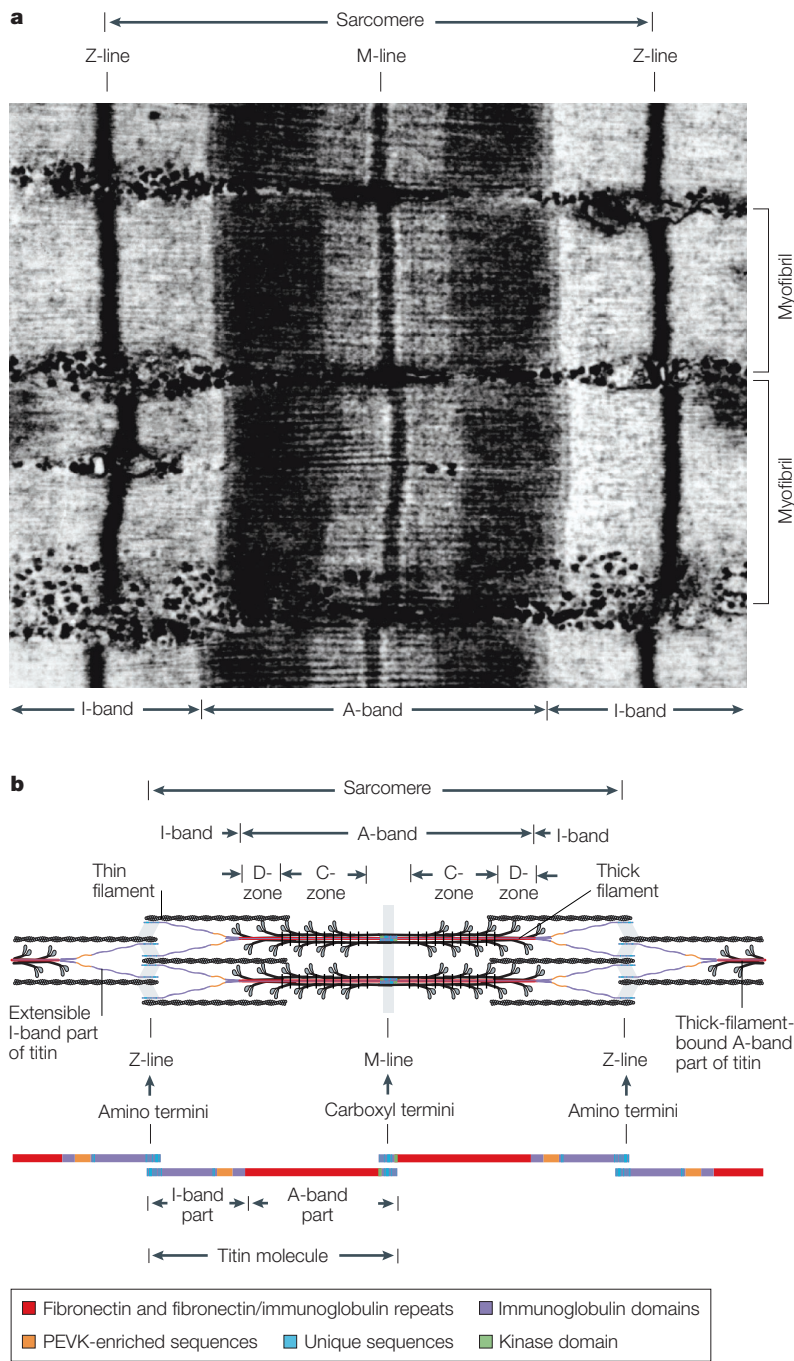 a
Sarcomere
Z-line M-line Z-line
Myofibril
Myofibril
I-band A-band I-band
b
Sarcomere
I-band A-band I-band
Thin
filament
D-
zone
C-
zone
C-
zone
D-
zone
Thick
filament
Extensible
I-band part
of titin
Thick-filament-
bound A-band
part of titin
Z-line M-line Z-line
Amino termini Carboxyl termini Amino termini
I-band
part
A-band
part
Titin molecule
Fibronectin and fibronectin/immunoglobulin repeats Immunoglobulin domains
PEVK-enriched sequences Unique sequences Kinase domain